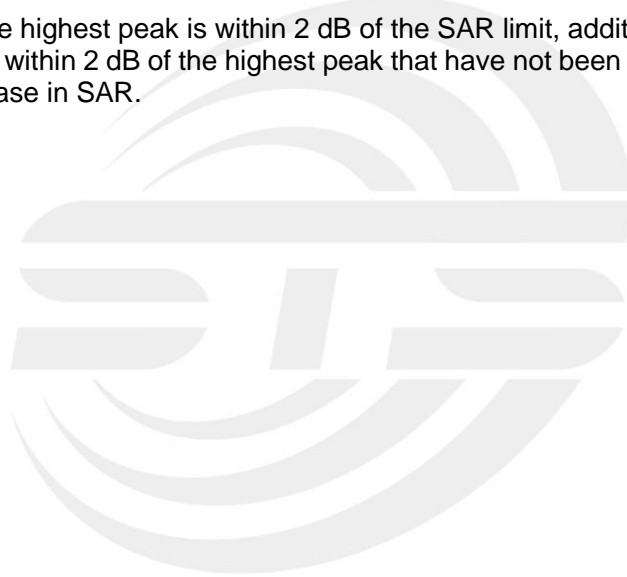 e highest peak is within 2 dB of the SAR limit, addit
within 2 dB of the highest peak that have not been
ase in SAR.
STS